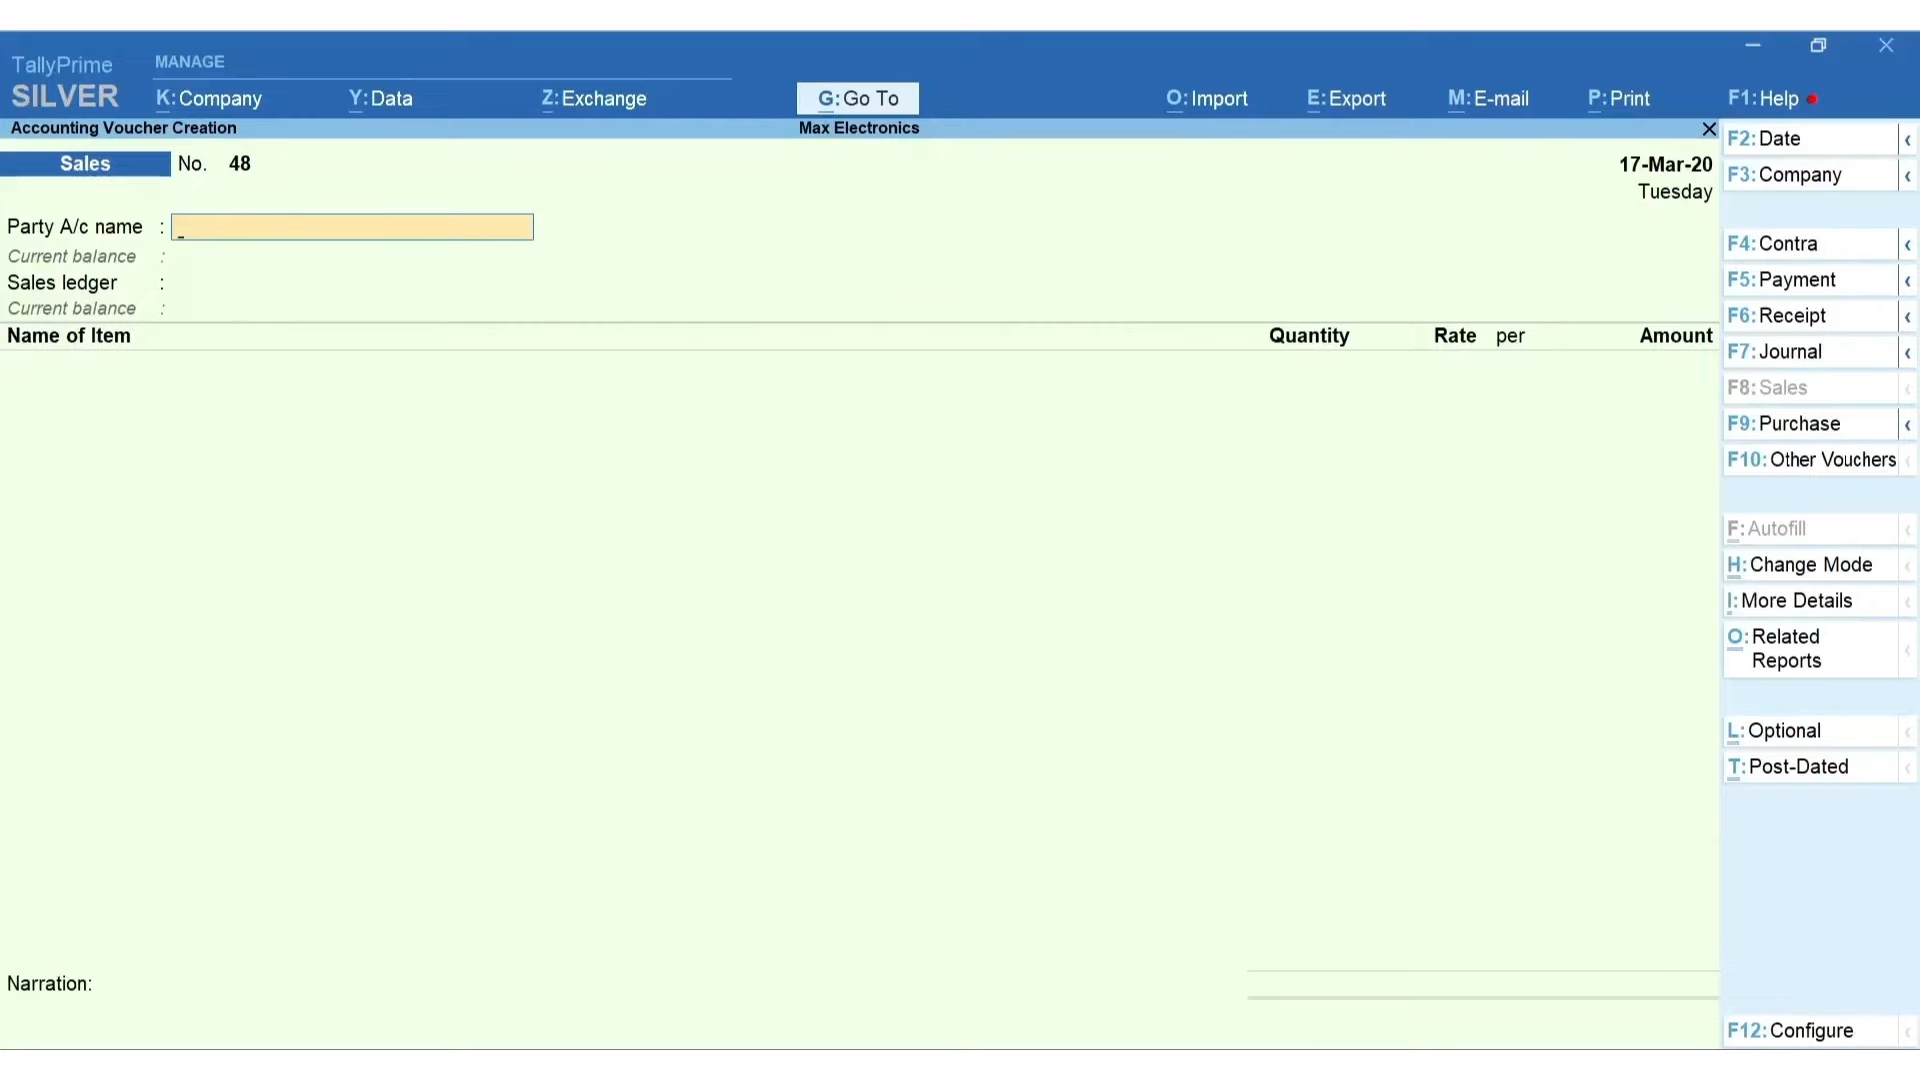 TallyPrime
SILVER
MANAGE
K: Company
Y: Data
Z: Exchange
G: Go To
O: Import
E: Export
M: E-mail
P: Print
F1: Help
Accounting Voucher Creation
Max Electronics
Sales No. 48
17-Mar-20
Tuesday
Party A/c name :
Current balance :
Sales ledger :
Current balance :
Name of Item Quantity Rate per Amount
Narration:
F2: Date
F3: Company
F4: Contra
F5: Payment
F6: Receipt
F7: Journal
F8: Sales
F9: Purchase
F10: Other Vouchers
F: Autofill
H: Change Mode
I: More Details
O: Related
Reports
L: Optional
T: Post-Dated
F12: Configure